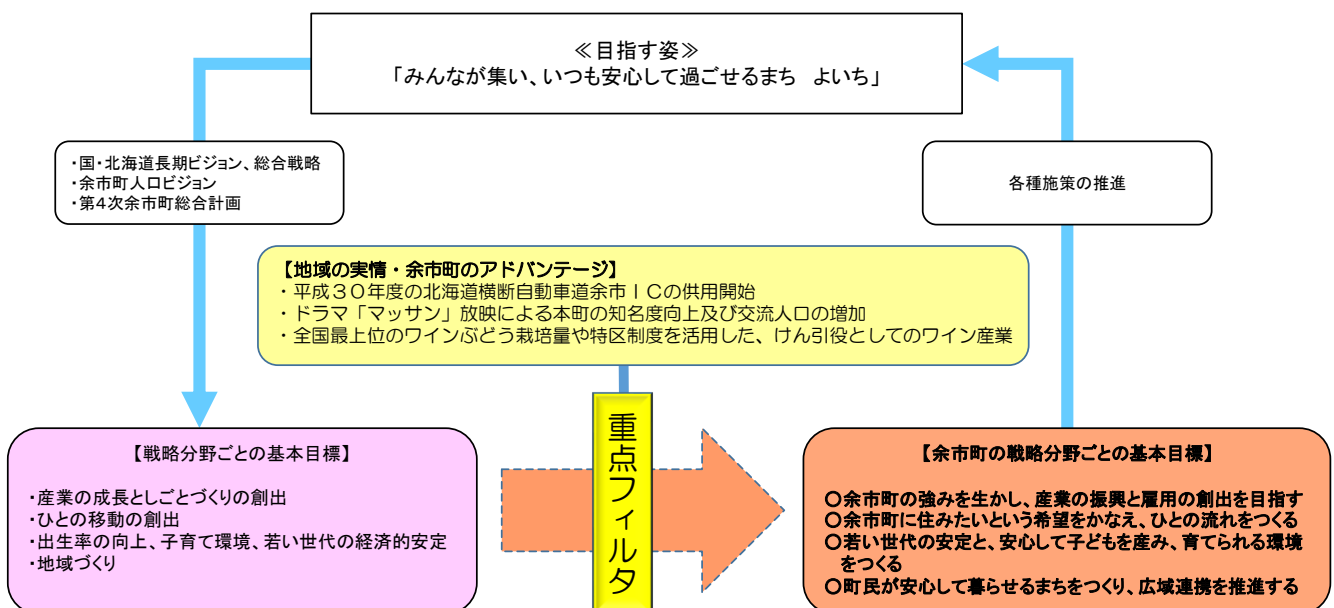 ≪目指す姿≫
「みんなが集い、いつも安心して過ごせるまち　よいち」
・国・北海道長期ビジョン、総合戦略
・余市町人口ビジョン
・第4次余市町総合計画
各種施策の推進
【地域の実情・余市町のアドバンテージ】
・平成３０年度の北海道横断自動車道余市ＩＣの供用開始
・ドラマ「マッサン」放映による本町の知名度向上及び交流人口の増加
・全国最上位のワインぶどう栽培量や特区制度を活用した、けん引役としてのワイン産業
重点フィルタ
【戦略分野ごとの基本目標】
・産業の成長としごとづくりの創出
・ひとの移動の創出
・出生率の向上、子育て環境、若い世代の経済的安定
・地域づくり
【余市町の戦略分野ごとの基本目標】
〇余市町の強みを生かし、産業の振興と雇用の創出を目指す
〇余市町に住みたいという希望をかなえ、ひとの流れをつくる
〇若い世代の安定と、安心して子どもを産み、育てられる環境
をつくる
〇町民が安心して暮らせるまちをつくり、広域連携を推進する